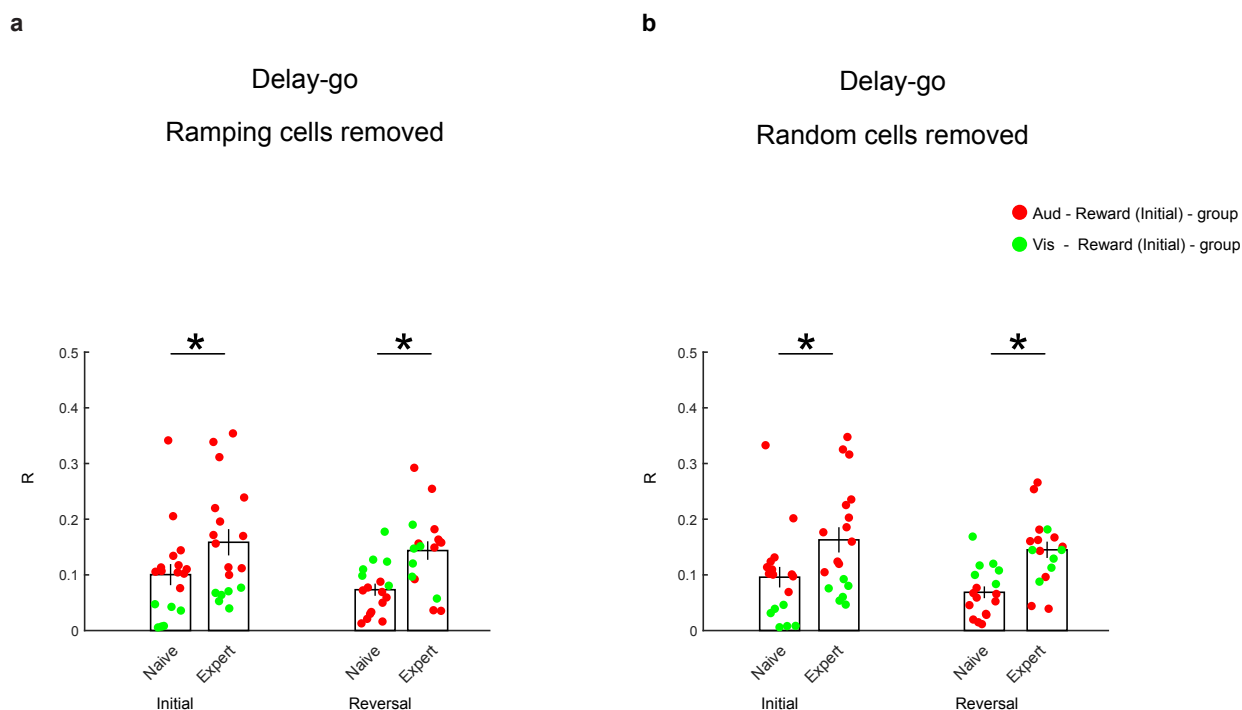 a
Delay-go
Ramping cells removed
*
*
0.5
0.4
0.3
0.2
0.1
0
R
Naive
Expert
Naive
Expert
Initial
Reversal
b
Delay-go
Random cells removed
Aud - Reward (Initial) - group
Vis - Reward (Initial) - group
*
*
0.5
0.4
0.3
0.2
0.1
0
R
Naive
Expert
Naive
Expert
Initial
Reversal